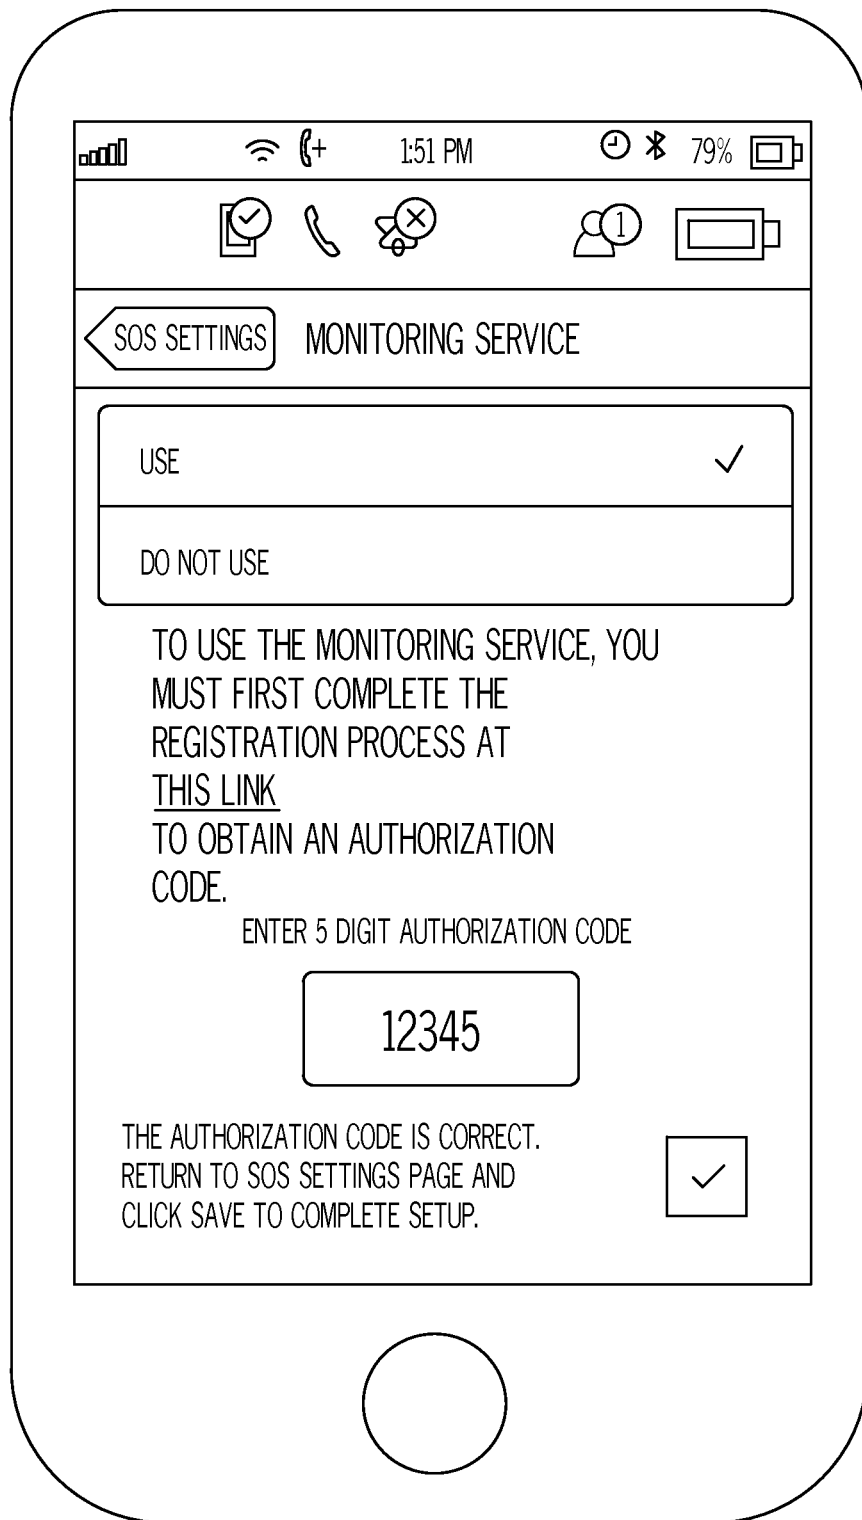 1:51 PM 79%
1
SOS SETTINGS MONITORING SERVICE
USE
DO NOT USE
TO USE THE MONITORING SERVICE, YOU
MUST FIRST COMPLETE THE
REGISTRATION PROCESS AT
THIS LINK
TO OBTAIN AN AUTHORIZATION
CODE.
ENTER 5 DIGIT AUTHORIZATION CODE
12345
THE AUTHORIZATION CODE IS CORRECT.
RETURN TO SOS SETTINGS PAGE AND
CLICK SAVE TO COMPLETE SETUP.